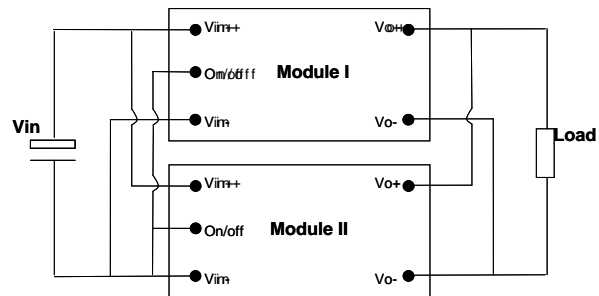 Vin+
Vo+
On/off
Module I
Vin
Vin-
Vo-
Load
Vin+
Vo+
On/off
Module II
Vin-
Vo-